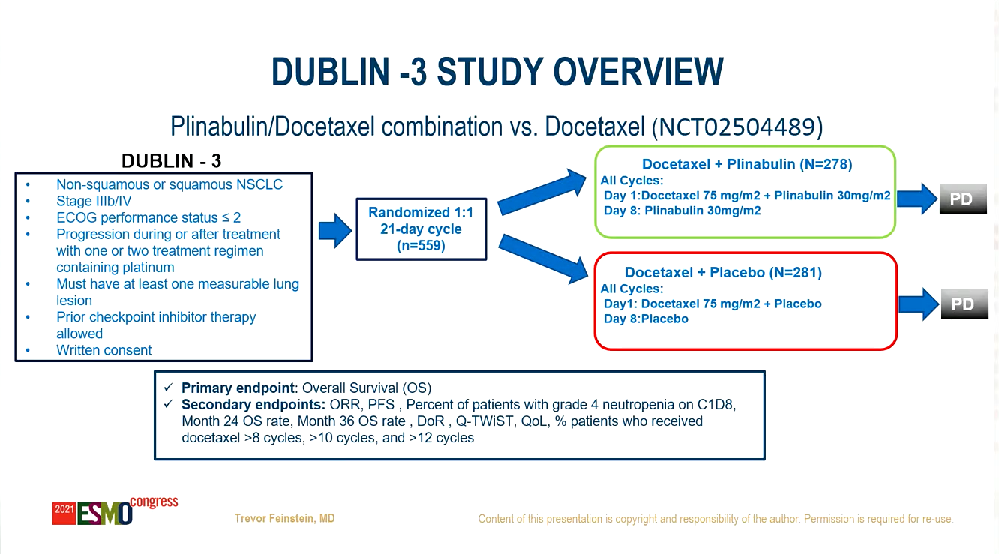 DUBLIN -3 STUDY OVERVIEW
Plinabulin/Docetaxel combination vs. Docetaxel (NCT02504489)
DUBLIN - 3
• Non-squamous or squamous NSCLC
• Stage IIIb/IV
• ECOG performance status ≤ 2
• Progression during or after treatment
with one or two treatment regimen
containing platinum
• Must have at least one measurable lung
lesion
• Prior checkpoint inhibitor therapy
allowed
• Written consent
Randomized 1:1
21-day cycle
(n=559)
Docetaxel + Plinabulin (N=278)
All Cycles:
Day 1:Docetaxel 75 mg/m2 + Plinabulin 30mg/m2
Day 8: Plinabulin 30mg/m2
PD
Docetaxel + Placebo (N=281)
All Cycles:
Day1: Docetaxel 75 mg/m2 + Placebo
Day 8:Placebo
PD
✓ Primary endpoint: Overall Survival (OS)
✓ Secondary endpoints: ORR, PFS , Percent of patients with grade 4 neutropenia on C1D8,
Month 24 OS rate, Month 36 OS rate , DoR , Q-TWiST, QoL, % patients who received
docetaxel >8 cycles, >10 cycles, and >12 cycles
2021 ESMO congress
Trevor Feinstein, MD
Content of this presentation is copyright and responsibility of the author. Permission is required for re-use.